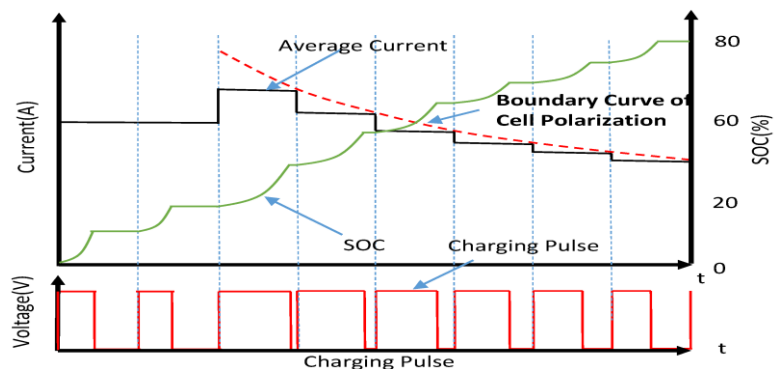 Average Current
80
Boundary Curve of
Cell Polarization
60
Current(A)
SOC(%)
20
SOC
Charging Pulse
0
t
Voltage(V)
t
Charging Pulse